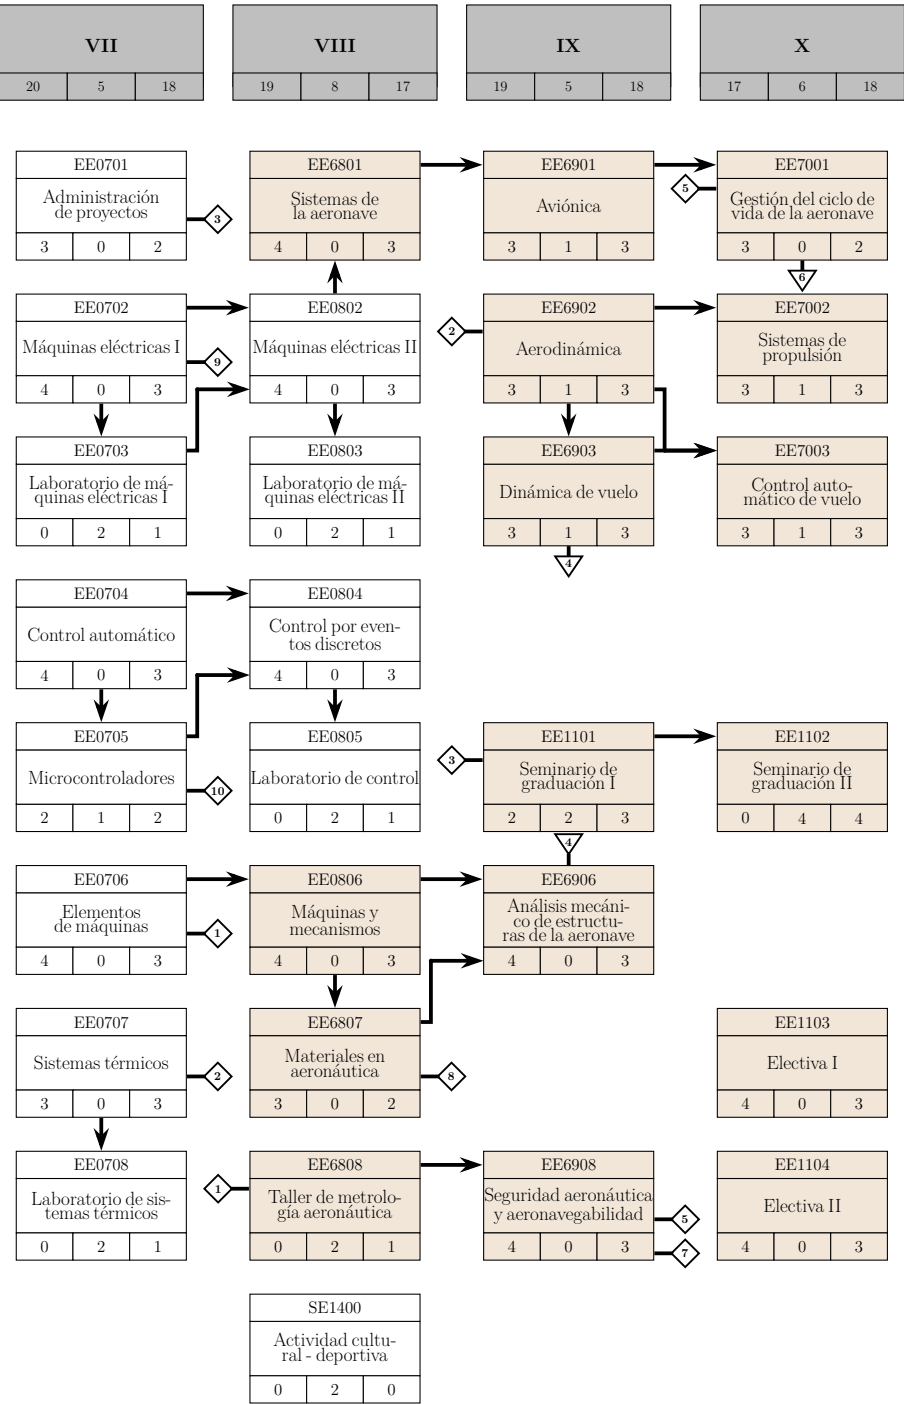 VII
20 5 18
VIII
19 8 17
IX
19 5 18
X
17 6 18
EE0701
Administración
de proyectos
3 0 2
3
EE6801
Sistemas de
la aeronave
4 0 3
EE6901
Aviónica
3 1 3
5
EE7001
Gestión del ciclo de
vida de la aeronave
3 0 2
6
EE0702
Máquinas eléctricas I
4 0 3
9
EE0802
Máquinas eléctricas II
4 0 3
2
EE6902
Aerodinámica
3 1 3
EE7002
Sistemas de
propulsión
3 1 3
EE0703
Laboratorio de má-
quinas eléctricas I
0 2 1
EE0803
Laboratorio de má-
quinas eléctricas II
0 2 1
EE6903
Dinámica de vuelo
3 1 3
4
EE7003
Control auto-
mático de vuelo
3 1 3
EE0704
Control automático
4 0 3
EE0804
Control por even-
tos discretos
4 0 3
EE0705
Microcontroladores
2 1 2
10
EE0805
Laboratorio de control
0 2 1
3
EE1101
Seminario de
graduación I
2 2 3
EE1102
Seminario de
graduación II
0 4 4
EE0706
Elementos
de máquinas
4 0 3
1
EE0806
Máquinas y
mecanismos
4 0 3
4
EE6906
Análisis mecáni-
co de estructu-
ras de la aeronave
4 0 3
EE0707
Sistemas térmicos
3 0 3
2
EE6807
Materiales en
aeronáutica
3 0 2
8
EE1103
Electiva I
4 0 3
EE0708
Laboratorio de sis-
temas térmicos
0 2 1
1
EE6808
Taller de metrolo-
gía aeronáutica
0 2 1
EE6908
Seguridad aeronáutica
y aeronavegabilidad
4 0 3
5
7
EE1104
Electiva II
4 0 3
SE1400
Actividad cultu-
ral - deportiva
0 2 0